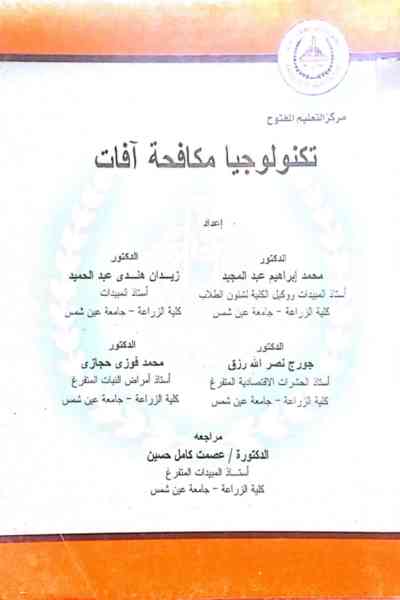 مركز التعليم المفتوح
تكنولوجيا مكافحة آفات
إعداد
الدكتور
محمد إبراهيم عبد المجيد
أستاذ المبيدات ووكيل الكلية لشئون الطلاب
كلية الزراعة - جامعة عين شمس
الدكتور
زيـدان هنـدى عبد الحميد
أستاذ المبيدات
كلية الزراعة - جامعة عين شمس
الدكتور
جورج نصر الله رزق
أستاذ الحشرات الاقتصادية المتفرغ
كلية الزراعة - جامعة عين شمس
الدكتور
محمد فوزى حجازى
أستاذ أمراض النبات المتفرغ
كلية الزراعة - جامعة عين شمس
مراجعه
الدكتورة / عصمت كامل حسين
أستـاذ المبيدات المتفرغ
كلية الزراعة - جامعة عين شمس